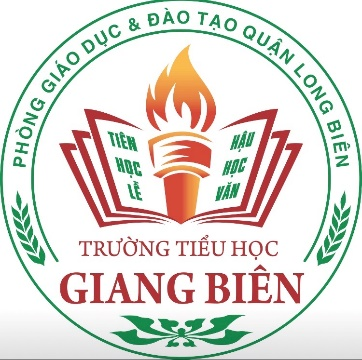 PHÒNG GIÁO DỤC & ĐÀO TẠO QUẬN LONG BIÊN
TIÊN
HỌC
LỄ
HẬU
HỌC
VĂN
TRƯỜNG TIỂU HỌC
GIANG BIÊN